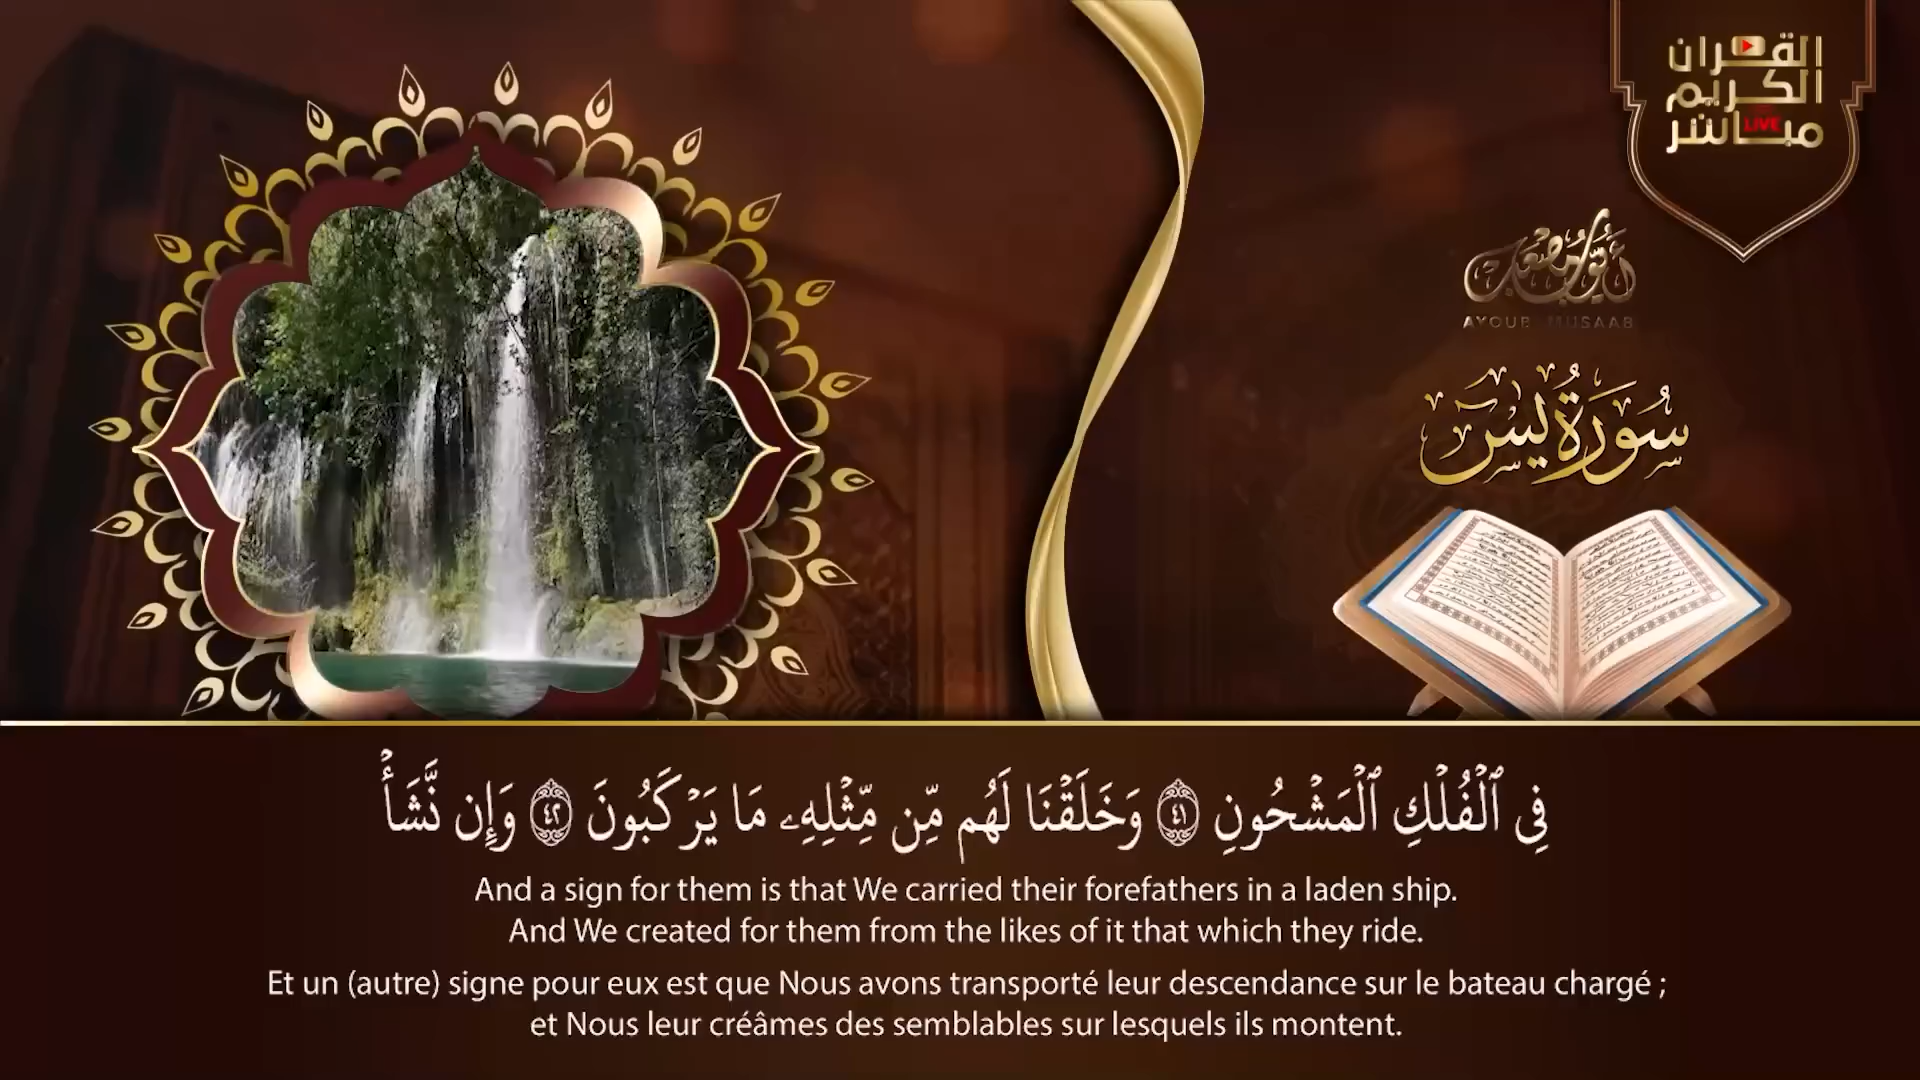 القرآن
الكريم
مباشر
LIVE
أيوب مصعب
AYOUB MUSAAB
سُورَةُ يسٓ
فِي ٱلْفُلْكِ ٱلْمَشْحُونِ ٤١ وَخَلَقْنَا لَهُم مِّن مِّثْلِهِۦ مَا يَرْكَبُونَ ٤٢ وَإِن نَّشَأْ
And a sign for them is that We carried their forefathers in a laden ship.
And We created for them from the likes of it that which they ride.
Et un (autre) signe pour eux est que Nous avons transporté leur descendance sur le bateau chargé ;
et Nous leur créâmes des semblables sur lesquels ils montent.